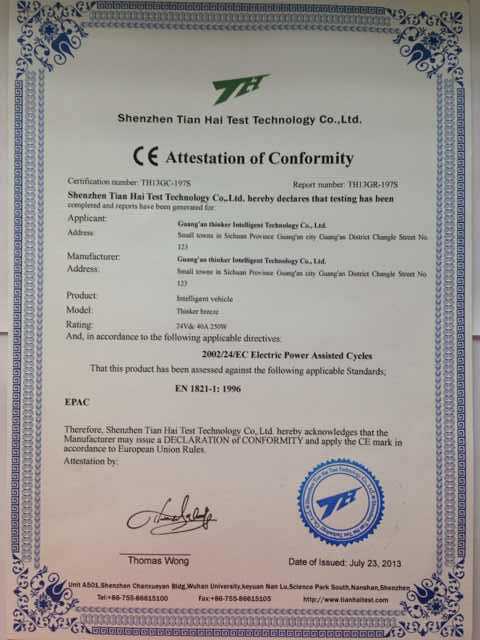 TH
Shenzhen Tian Hai Test Technology Co.,Ltd.
CE Attestation of Conformity
Certification number: TH13GC-197S Report number: TH13GR-197S
Shenzhen Tian Hai Test Technology Co,.Ltd. hereby declares that testing has been
completed and reports have been generated for:
Applicant: Guang'an thinker Intelligent Technology Co., Ltd.
Address Small towns in Sichuan Province Guang'an city Guang'an District Changle Street No.
123
Manufacturer: Guang'an thinker Intelligent Technology Co., Ltd.
Address: Small towns in Sichuan Province Guang'an city Guang'an District Changle Street No.
123
Product: Intelligent vehicle
Model: Thinker breeze
Rating: 24V& 40A 250W
And, in accordance to the following applicable directives:
2002/24/EC Electric Power Assisted Cycles
That this product has been assessed against the following applicable Standards;
EN 1821-1: 1996
EPAC
Therefore, Shenzhen Tian Hai Test Technology Co,.Ltd. hereby acknowledges that the
Manufacturer may issue a DECLARATION of CONFORMITY and apply the CE mark in
accordance to European Union Rules.
Attestation by:
TH
Thomas Wong Date of Issued: July 23, 2013
Unit A501,Shenzhen Chanxueyan Bldg,Wuhan University,keyuan Nan Lu,Science Park South,Nanshan,Shenzhen
Tel:+86-755-86615100 Fax:+86-755-86615105 http://www.tianhaitest.com